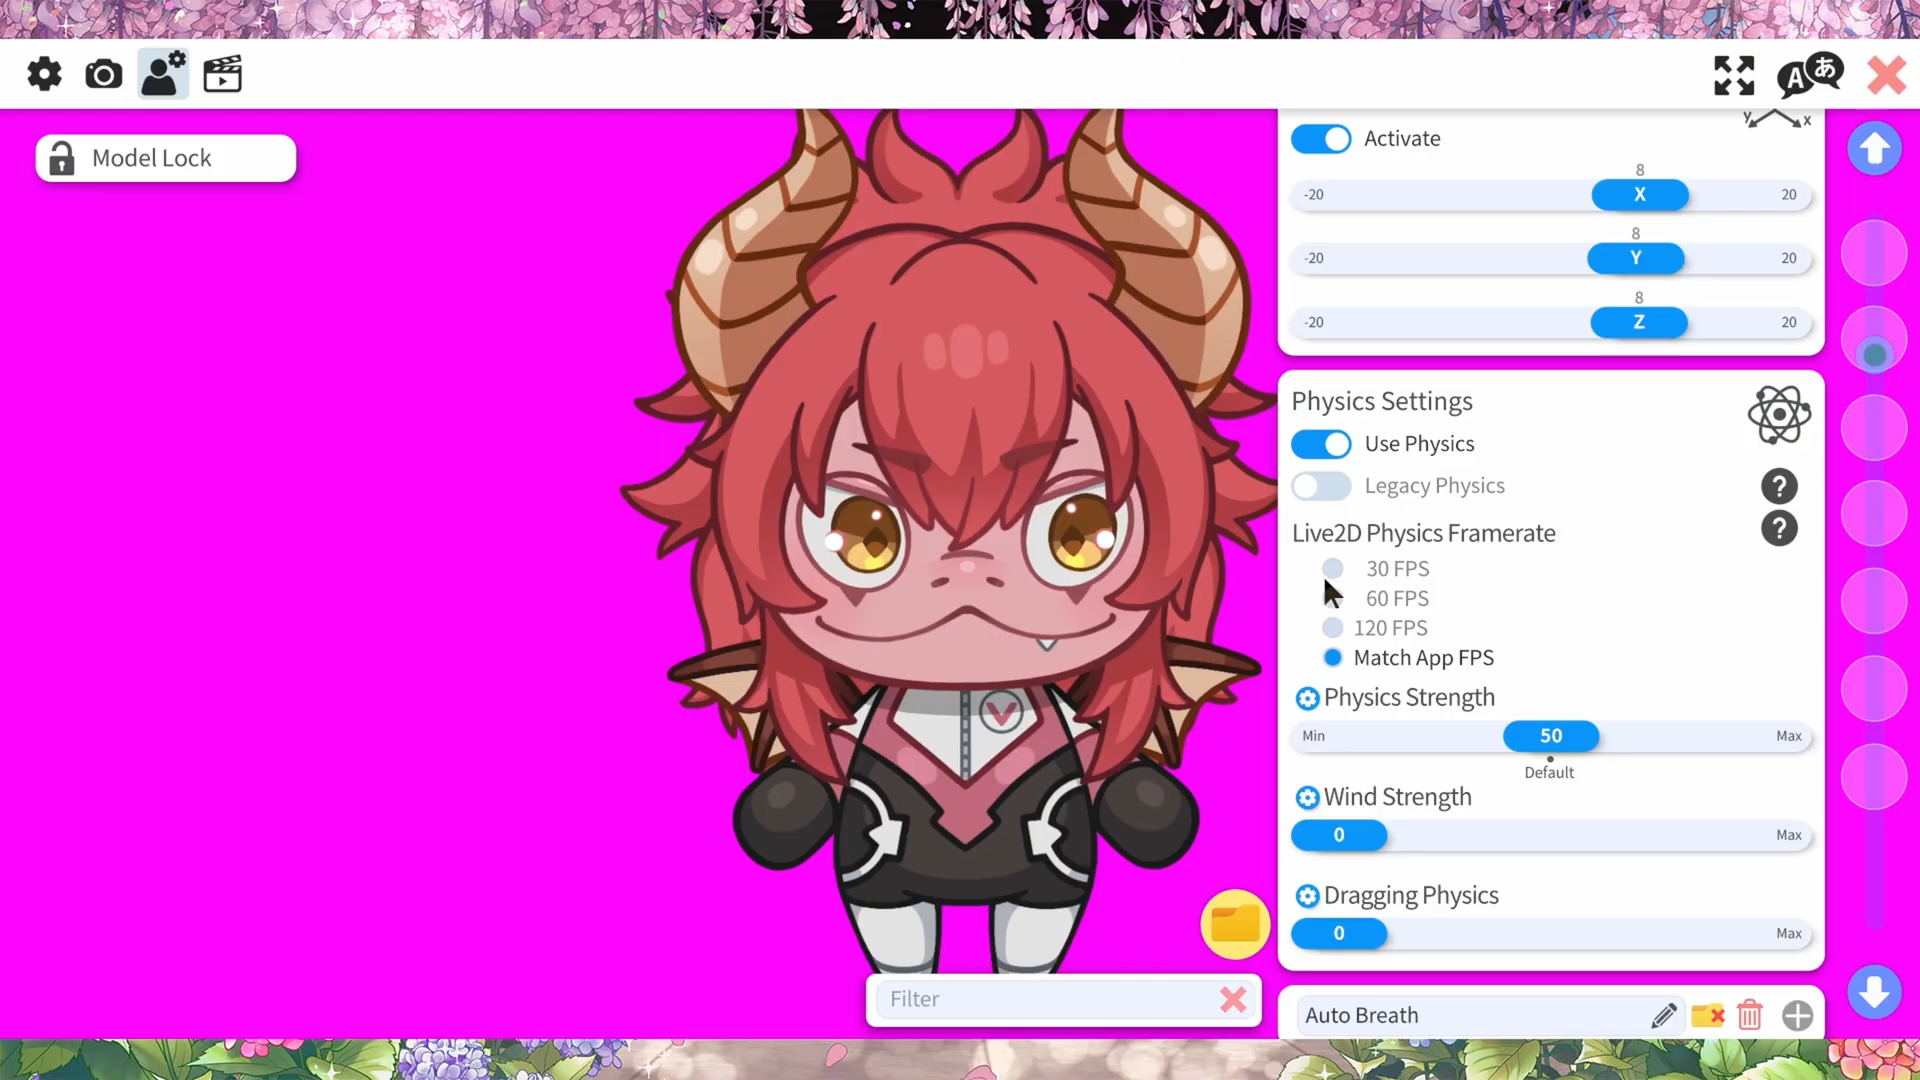 Aあ
Model Lock
y x
Activate
8
-20 X 20
8
-20 Y 20
8
-20 Z 20
Physics Settings
Use Physics
Legacy Physics
?
Live2D Physics Framerate
?
30 FPS
60 FPS
120 FPS
Match App FPS
Physics Strength
Min 50 Max
Default
Wind Strength
0 Max
Dragging Physics
0 Max
Filter
Auto Breath